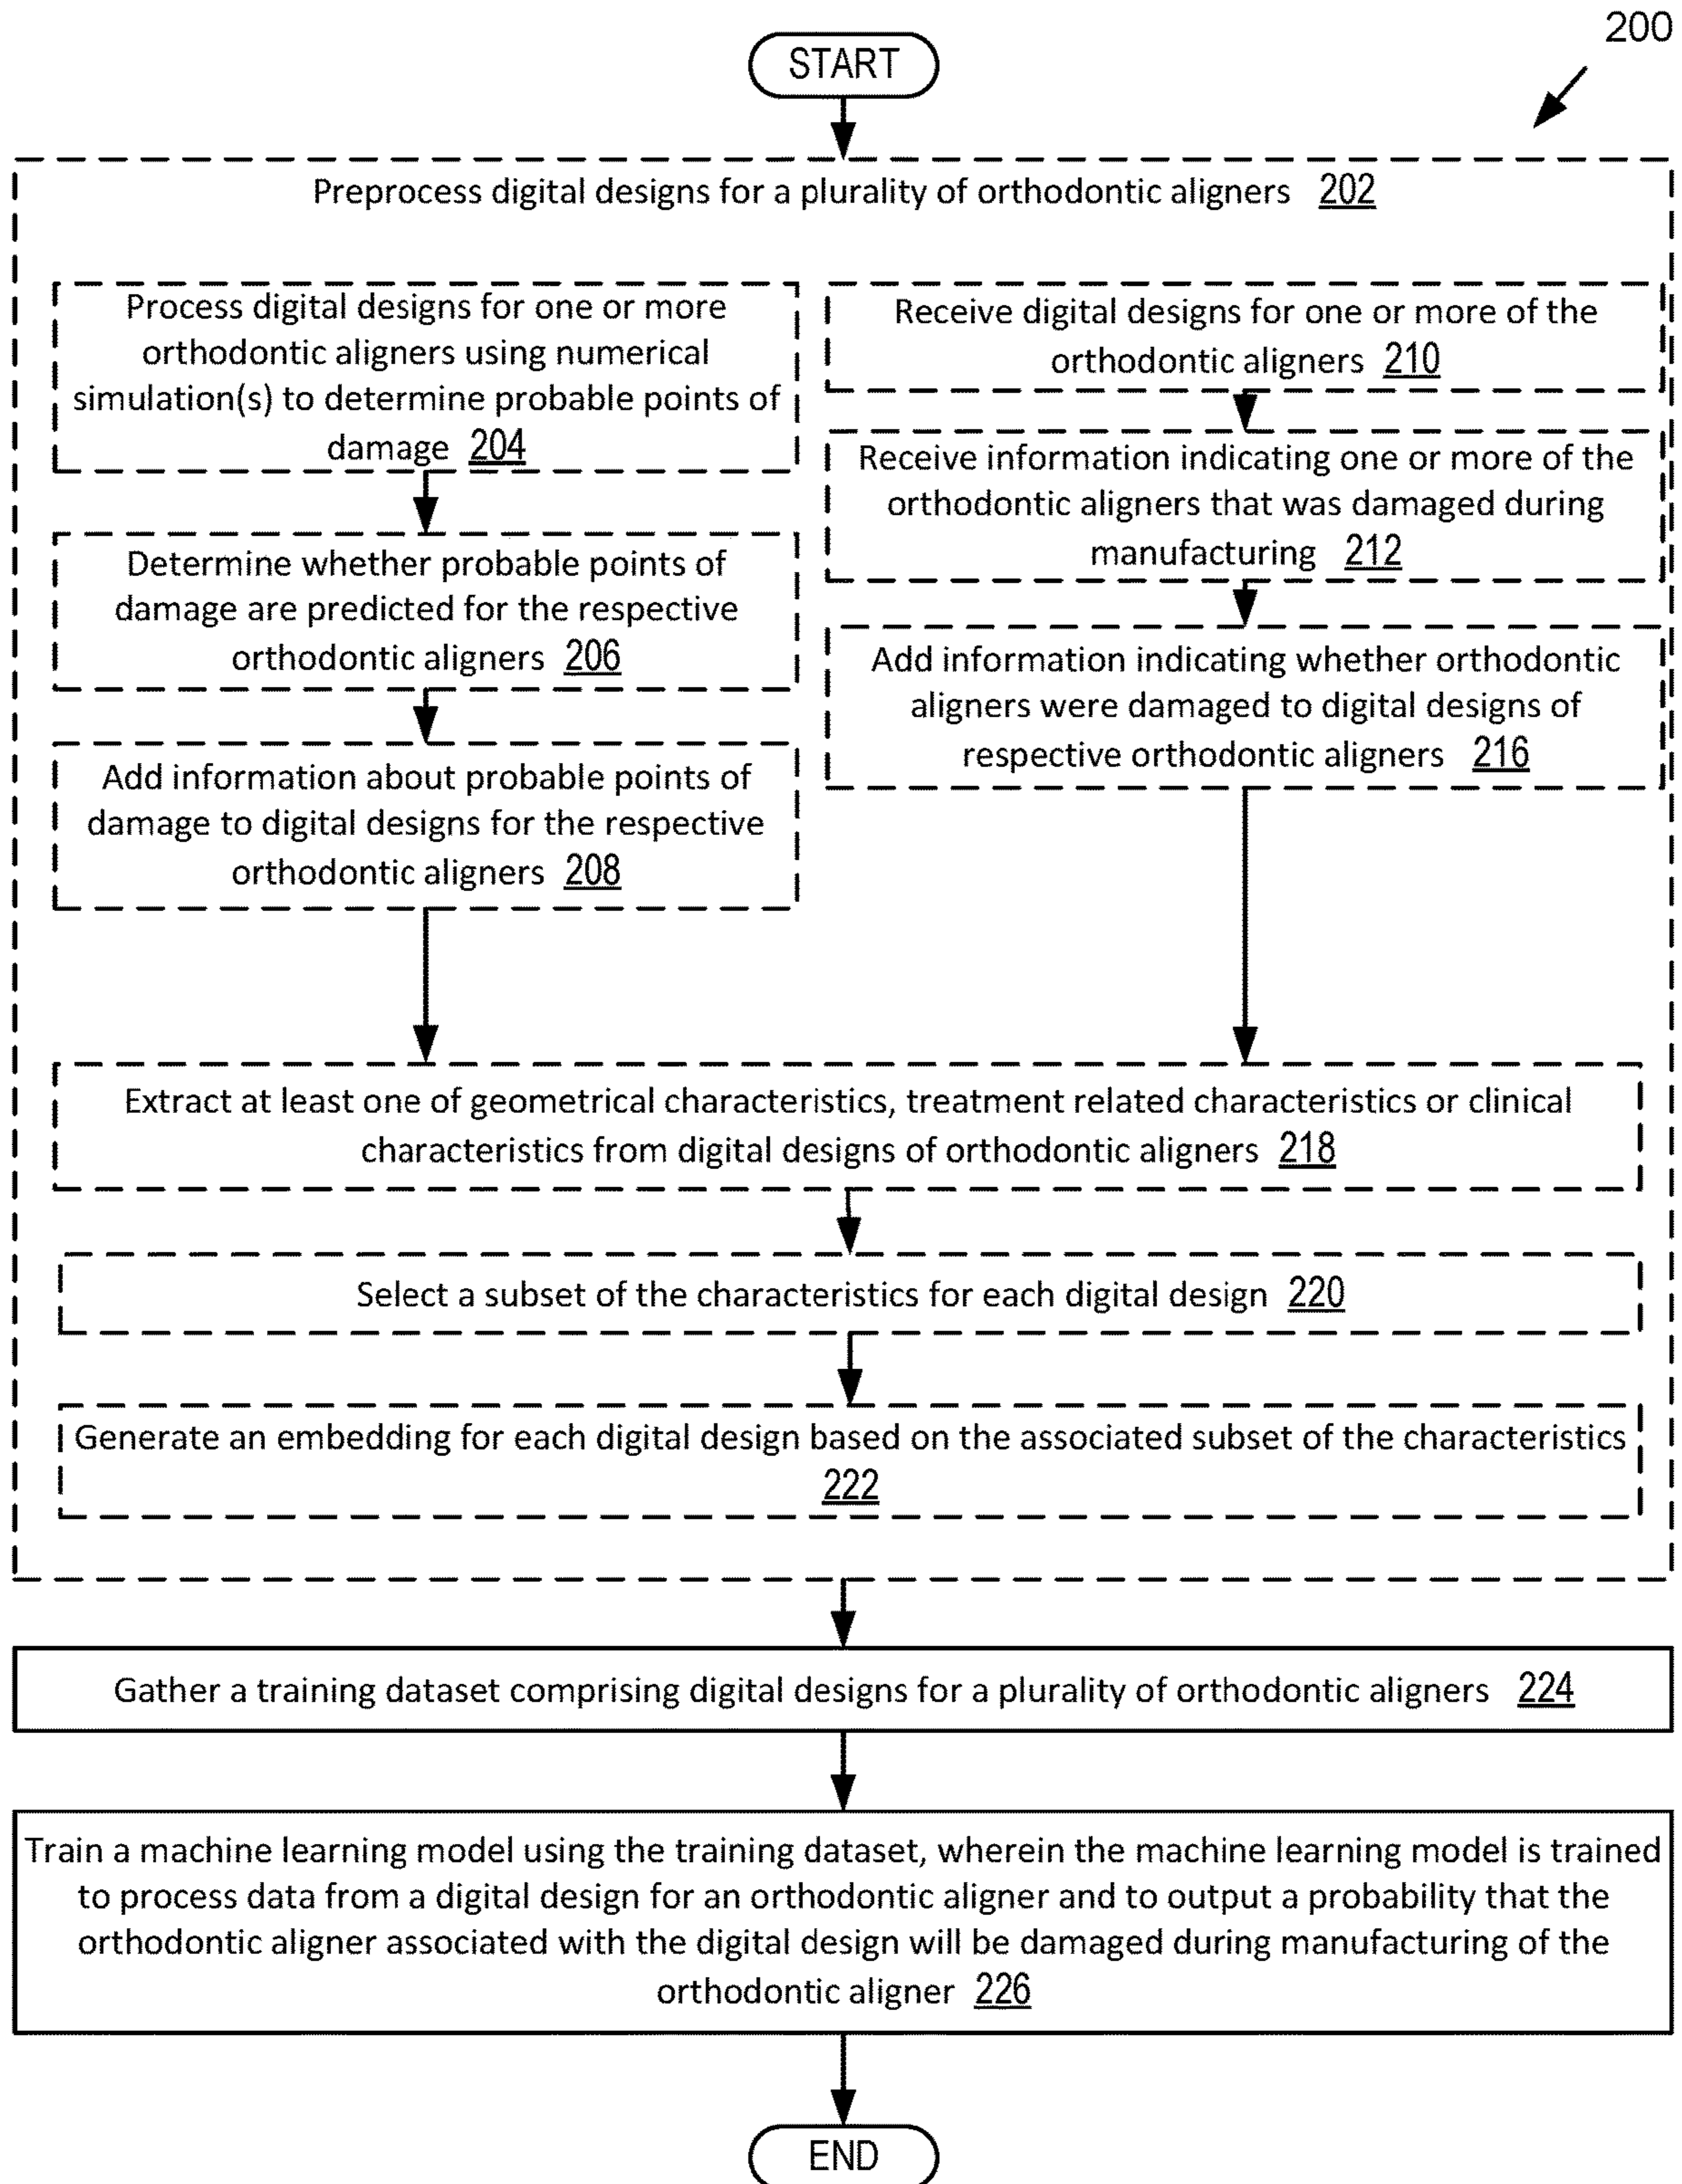 200
START
Preprocess digital designs for a plurality of orthodontic aligners 202
Process digital designs for one or more
orthodontic aligners using numerical
simulation(s) to determine probable points of
damage 204
Determine whether probable points of
damage are predicted for the respective
orthodontic aligners 206
Add information about probable points of
damage to digital designs for the respective
orthodontic aligners 208
Receive digital designs for one or more of the
orthodontic aligners 210
Receive information indicating one or more of the
orthodontic aligners that was damaged during
manufacturing 212
Add information indicating whether orthodontic
aligners were damaged to digital designs of
respective orthodontic aligners 216
Extract at least one of geometrical characteristics, treatment related characteristics or clinical
characteristics from digital designs of orthodontic aligners 218
Select a subset of the characteristics for each digital design 220
Generate an embedding for each digital design based on the associated subset of the characteristics
222
Gather a training dataset comprising digital designs for a plurality of orthodontic aligners 224
Train a machine learning model using the training dataset, wherein the machine learning model is trained
to process data from a digital design for an orthodontic aligner and to output a probability that the
orthodontic aligner associated with the digital design will be damaged during manufacturing of the
orthodontic aligner 226
END